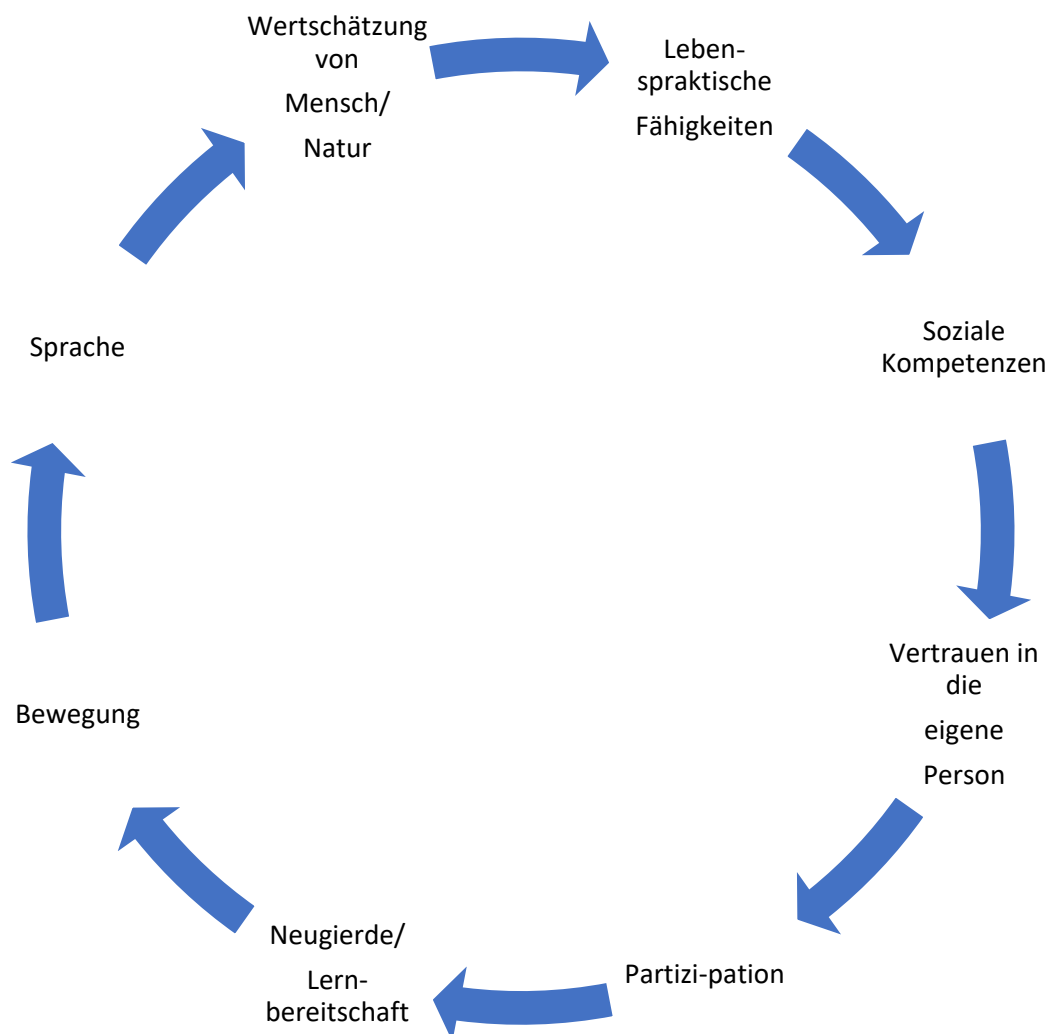 Wertschätzung
von
Mensch/
Natur
Leben-
spraktische
Fähigkeiten
Soziale
Kompetenzen
Vertrauen in
die
eigene
Person
Partizi-pation
Neugierde/
Lern-
bereitschaft
Bewegung
Sprache